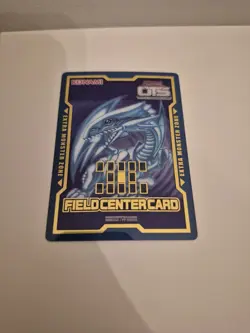 KONAMI
OTS
EXTRA MONSTER ZONE
EXTRA MONSTER ZONE
FIELD CENTER CARD